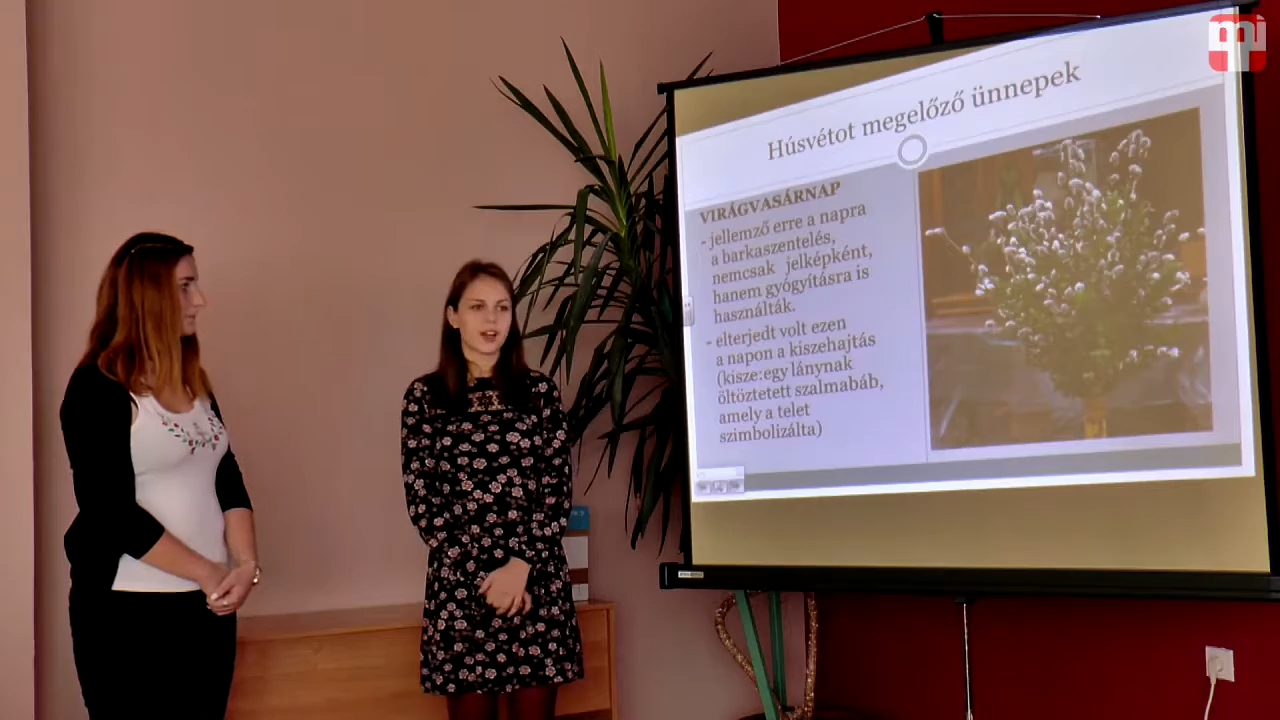 mi
Húsvétot megelőző ünnepek
VIRÁGVASÁRNAP
- jellemző erre a napra
a barkaszentelés,
nemcsak jelképként,
hanem gyógyításra is
használták.
- elterjedt volt ezen
a napon a kiszehajtás
(kisze:egy lánynak
öltöztetett szalmabáb,
amely a telet
szimbolizálta)